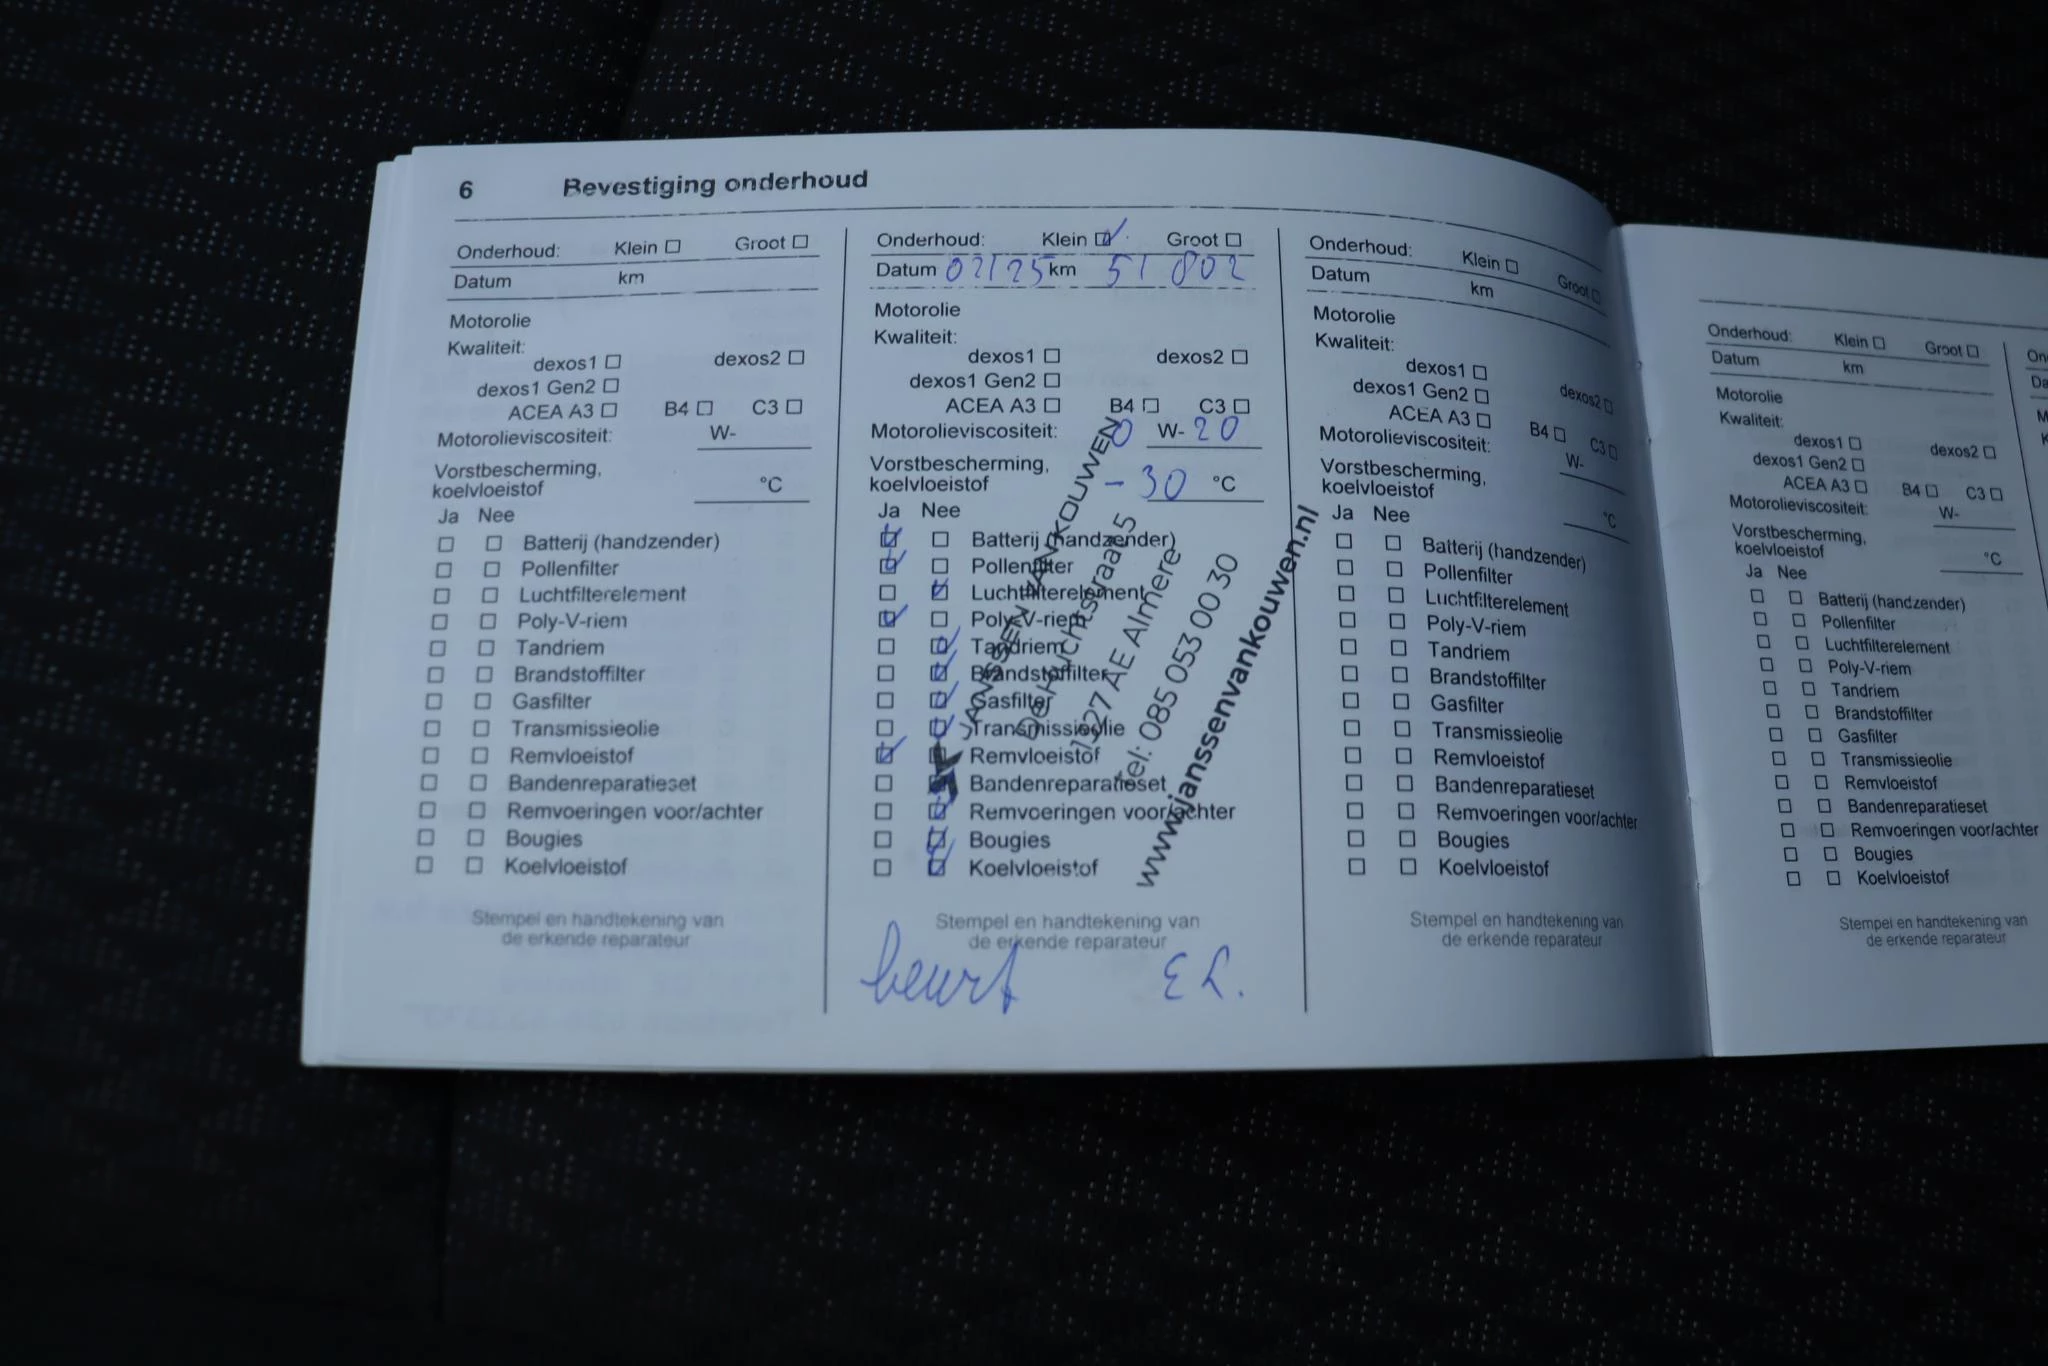 6 Bevestiging onderhoud
Onderhoud: Klein ☐ Groot ☐
Datum km
Motorolie
Kwaliteit:
dexos1 ☐ dexos2 ☐
dexos1 Gen2 ☐
ACEA A3 ☐ B4 ☐ C3 ☐
Motorolieviscositeit: W-
Vorstbescherming,
koelvloeistof °C
Ja Nee
☐ ☐ Batterij (handzender)
☐ ☐ Pollenfilter
☐ ☐ Luchtfilterelement
☐ ☐ Poly-V-riem
☐ ☐ Tandriem
☐ ☐ Brandstoffilter
☐ ☐ Gasfilter
☐ ☐ Transmissieolie
☐ ☐ Remvloeistof
☐ ☐ Bandenreparatieset
☐ ☐ Remvoeringen voor/achter
☐ ☐ Bougies
☐ ☐ Koelvloeistof
Stempel en handtekening van
de erkende reparateur
Onderhoud: Klein ☑ Groot ☐
Datum 02/25 km 51 802
Motorolie
Kwaliteit:
dexos1 ☐ dexos2 ☐
dexos1 Gen2 ☐
ACEA A3 ☐ B4 ☐ C3 ☐
Motorolieviscositeit: 0 W- 20
Vorstbescherming,
koelvloeistof - 30 °C
Ja Nee
☑ ☐ Batterij (handzender)
☑ ☐ Pollenfilter
☐ ☑ Luchtfilterelement
☑ ☐ Poly-V-riem
☐ ☑ Tandriem
☐ ☑ Brandstoffilter
☐ ☑ Gasfilter
☐ ☑ Transmissieolie
☑ ☐ Remvloeistof
☐ ☑ Bandenreparatieset
☐ ☑ Remvoeringen voor/achter
☐ ☑ Bougies
☐ ☑ Koelvloeistof
JANSSEN VAN KOUWEN
1327 AE Almere
Tel: 085 053 00 30
www.janssenvankouwen.nl
Stempel en handtekening van
de erkende reparateur
beurt
Onderhoud: Klein ☐ Groot ☐
Datum km
Motorolie
Kwaliteit:
dexos1 ☐ dexos2 ☐
dexos1 Gen2 ☐
ACEA A3 ☐ B4 ☐ C3 ☐
Motorolieviscositeit: W-
Vorstbescherming,
koelvloeistof °C
Ja Nee
☐ ☐ Batterij (handzender)
☐ ☐ Pollenfilter
☐ ☐ Luchtfilterelement
☐ ☐ Poly-V-riem
☐ ☐ Tandriem
☐ ☐ Brandstoffilter
☐ ☐ Gasfilter
☐ ☐ Transmissieolie
☐ ☐ Remvloeistof
☐ ☐ Bandenreparatieset
☐ ☐ Remvoeringen voor/achter
☐ ☐ Bougies
☐ ☐ Koelvloeistof
Stempel en handtekening van
de erkende reparateur
Onderhoud: Klein ☐ Groot ☐
Datum km
Motorolie
Kwaliteit:
dexos1 ☐ dexos2 ☐
dexos1 Gen2 ☐
ACEA A3 ☐ B4 ☐ C3 ☐
Motorolieviscositeit: W-
Vorstbescherming,
koelvloeistof °C
Ja Nee
☐ ☐ Batterij (handzender)
☐ ☐ Pollenfilter
☐ ☐ Luchtfilterelement
☐ ☐ Poly-V-riem
☐ ☐ Tandriem
☐ ☐ Brandstoffilter
☐ ☐ Gasfilter
☐ ☐ Transmissieolie
☐ ☐ Remvloeistof
☐ ☐ Bandenreparatieset
☐ ☐ Remvoeringen voor/achter
☐ ☐ Bougies
☐ ☐ Koelvloeistof
Stempel en handtekening van
de erkende reparateur